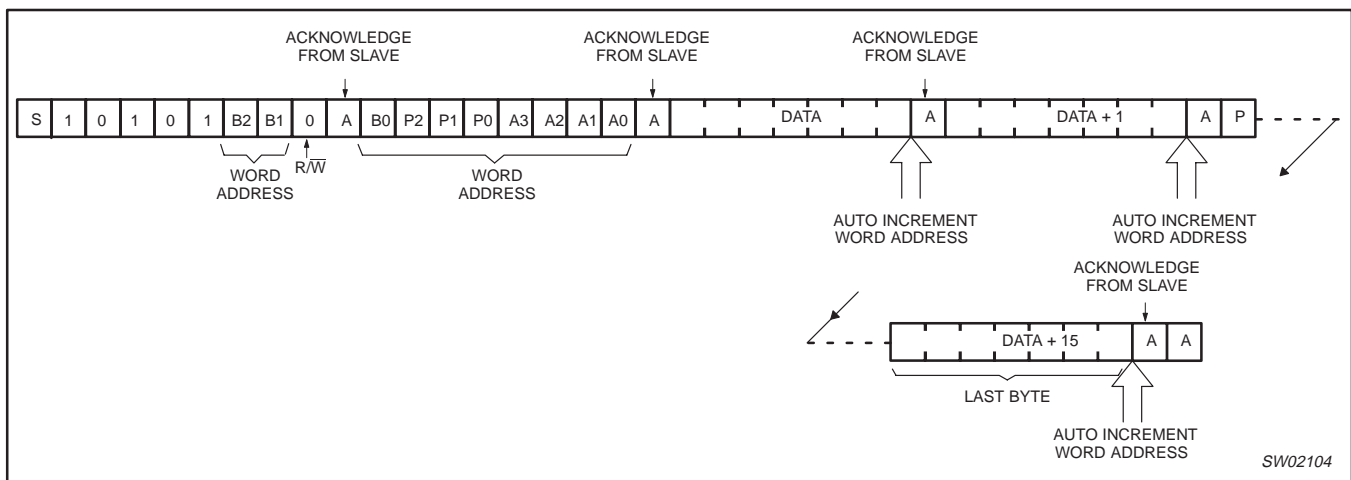 ACKNOWLEDGE
FROM SLAVE
ACKNOWLEDGE
FROM SLAVE
ACKNOWLEDGE
FROM SLAVE
S 1 0 1 0 1 B2 B1 0 A B0 P2 P1 P0 A3 A2 A1 A0 A DATA A DATA + 1 A P
R/W̅
WORD
ADDRESS
WORD
ADDRESS
AUTO INCREMENT
WORD ADDRESS
AUTO INCREMENT
WORD ADDRESS
ACKNOWLEDGE
FROM SLAVE
DATA + 15 A A
LAST BYTE
AUTO INCREMENT
WORD ADDRESS
SW02104